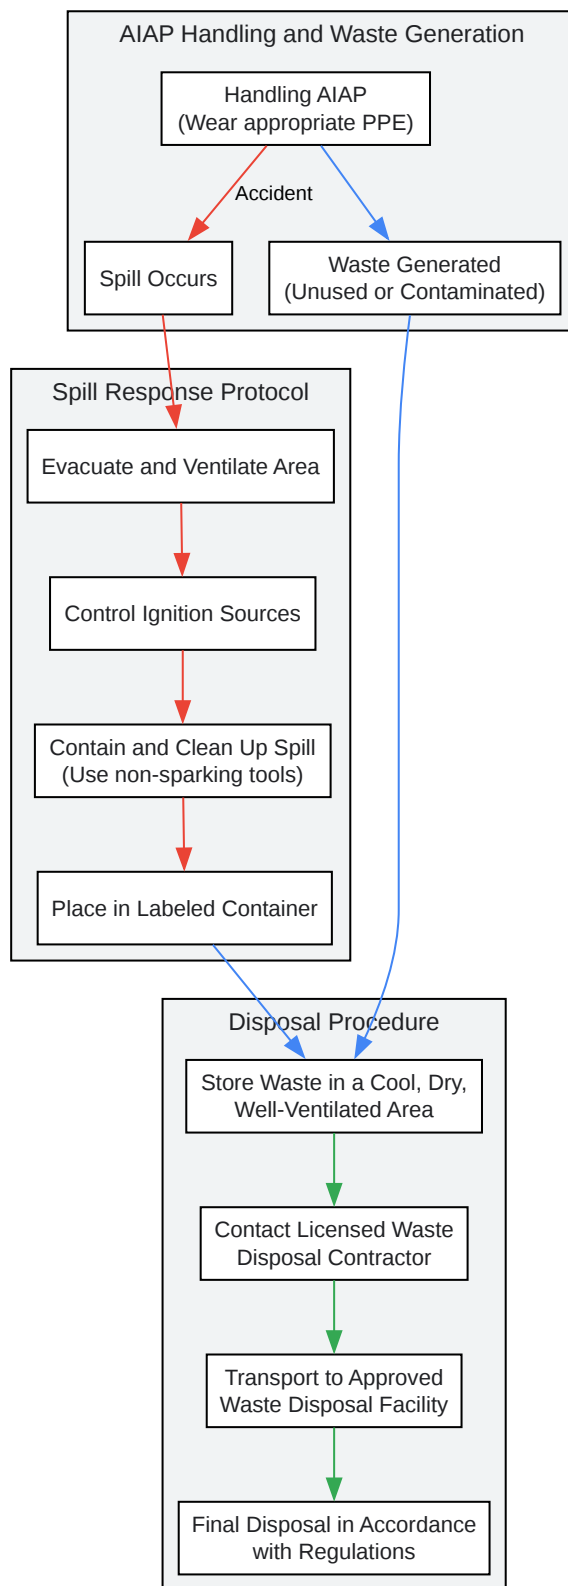 AIAP Handling and Waste Generation
Handling AIAP
(Wear appropriate PPE)
Accident
Spill Occurs
Waste Generated
(Unused or Contaminated)
Spill Response Protocol
Evacuate and Ventilate Area
Control Ignition Sources
Contain and Clean Up Spill
(Use non-sparking tools)
Place in Labeled Container
Disposal Procedure
Store Waste in a Cool, Dry,
Well-Ventilated Area
Contact Licensed Waste
Disposal Contractor
Transport to Approved
Waste Disposal Facility
Final Disposal in Accordance
with Regulations